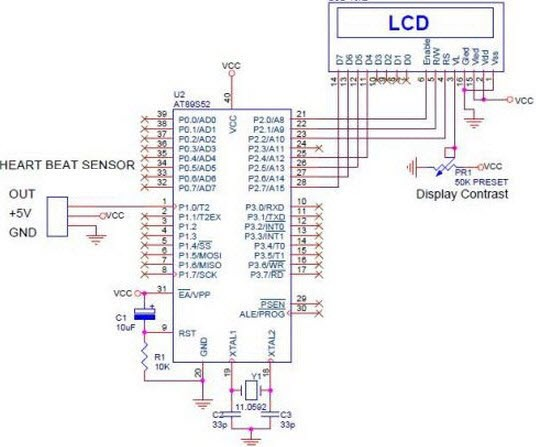 LCD
D7 D6 D5 D4 D3 D2 D1 D0 Enable R/W RS VL Gled Vled Vdd Vss
14 13 12 11 10 9 8 7 6 5 4 3 16 15 2 1
VCC
VCC
U2
AT89S52
40
VCC
39 P0.0/AD0 P2.0/A8 21
38 P0.1/AD1 P2.1/A9 22
37 P0.2/AD2 P2.2/A10 23
36 P0.3/AD3 P2.3/A11 24
35 P0.4/AD4 P2.4/A12 25
34 P0.5/AD5 P2.5/A13 26
33 P0.6/AD6 P2.6/A14 27
32 P0.7/AD7 P2.7/A15 28
VCC
PR1
50K PRESET
Display Contrast
HEART BEAT SENSOR
OUT
+5V
GND
VCC
1 P1.0/T2 P3.0/RXD 10
2 P1.1/T2EX P3.1/TXD 11
3 P1.2 P3.2/INT0 12
4 P1.3 P3.3/INT1 13
5 P1.4/SS P3.4/T0 14
6 P1.5/MOSI P3.5/T1 15
7 P1.6/MISO P3.6/WR 16
8 P1.7/SCK P3.7/RD 17
VCC
31 EA/VPP PSEN 29
ALE/PROG 30
C1
10uF
9 RST
R1
10K
GND XTAL1 XTAL2
20 19 18
Y1
11.0592
C2
33p
C3
33p